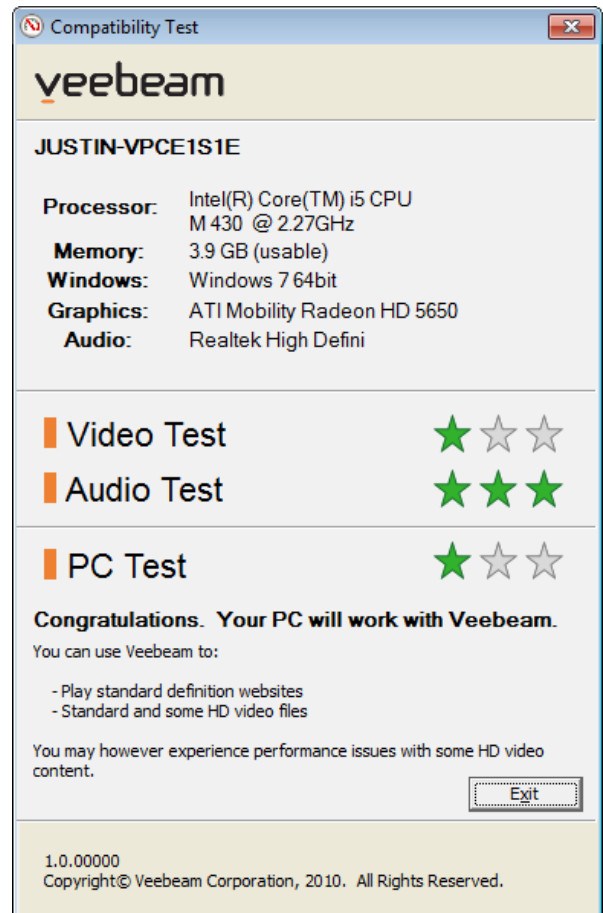 Compatibility Test
veebeam
JUSTIN-VPCE1S1E
Processor: Intel(R) Core(TM) i5 CPU
M 430 @ 2.27GHz
Memory: 3.9 GB (usable)
Windows: Windows 7 64bit
Graphics: ATI Mobility Radeon HD 5650
Audio: Realtek High Defini
Video Test
Audio Test
PC Test
Congratulations. Your PC will work with Veebeam.
You can use Veebeam to:
- Play standard definition websites
- Standard and some HD video files
You may however experience performance issues with some HD video
content.
Exit
1.0.00000
Copyright© Veebeam Corporation, 2010. All Rights Reserved.